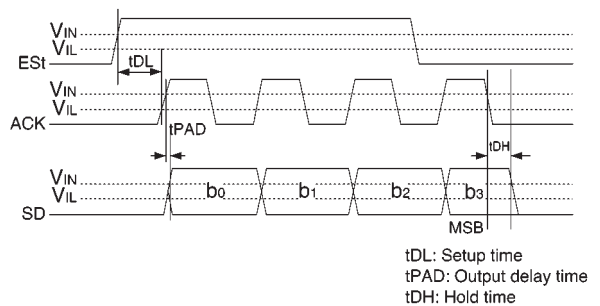 VIN
VIL
ESt
tDL
VIN
VIL
ACK
tPAD
tDH
VIN
VIL
SD
b0
b1
b2
b3
MSB
tDL: Setup time
tPAD: Output delay time
tDH: Hold time